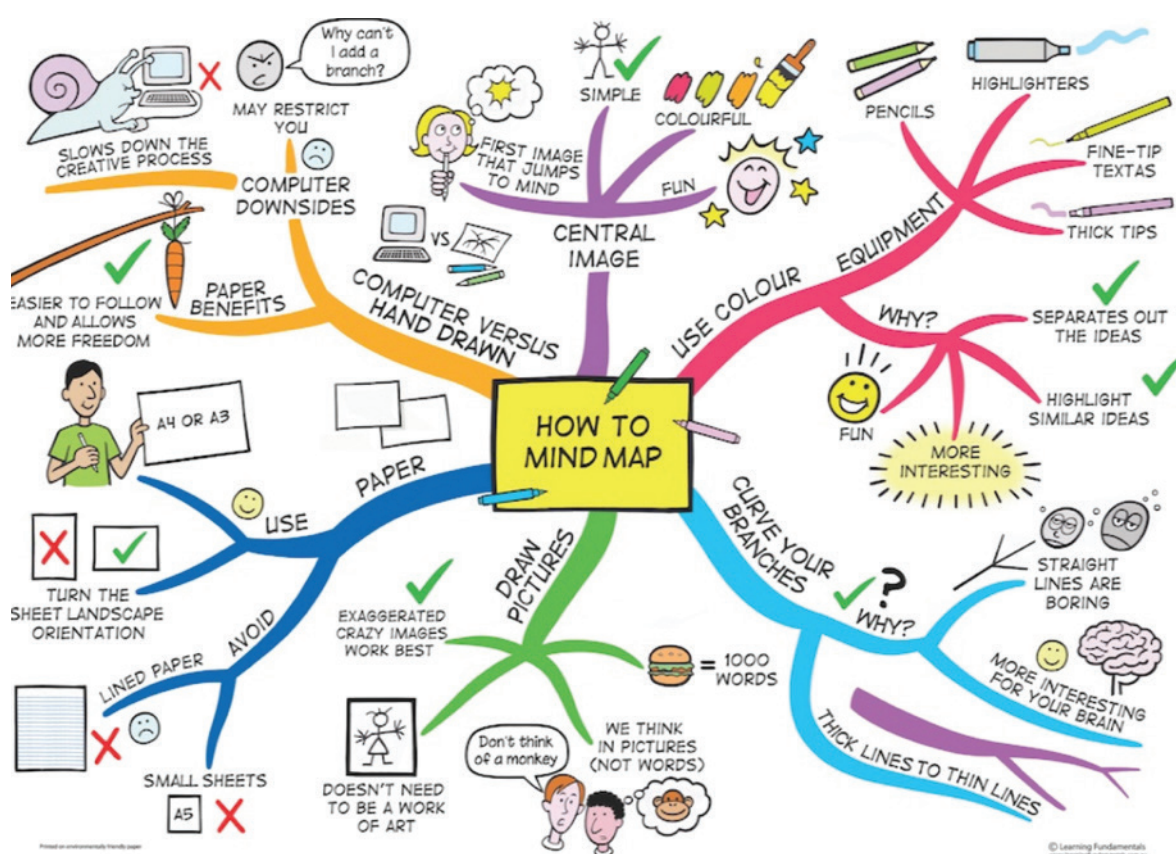 HOW TO
MIND MAP
CENTRAL
IMAGE
FIRST IMAGE
THAT JUMPS
TO MIND
SIMPLE
COLOURFUL
FUN
USE COLOUR
EQUIPMENT
PENCILS
HIGHLIGHTERS
FINE-TIP
TEXTAS
THICK TIPS
WHY?
SEPARATES OUT
THE IDEAS
HIGHLIGHT
SIMILAR IDEAS
MORE
INTERESTING
FUN
CURVE YOUR
BRANCHES
?
WHY?
STRAIGHT
LINES ARE
BORING
MORE INTERESTING
FOR YOUR BRAIN
THICK LINES TO THIN LINES
DRAW
PICTURES
= 1000
WORDS
WE THINK
IN PICTURES
(NOT WORDS)
Don't think
of a monkey
DOESN'T NEED
TO BE A WORK
OF ART
EXAGGERATED
CRAZY IMAGES
WORK BEST
PAPER
USE
A4 OR A3
TURN THE
SHEET LANDSCAPE
ORIENTATION
AVOID
LINED PAPER
SMALL SHEETS
A5
COMPUTER VERSUS
HAND DRAWN
VS.
PAPER
BENEFITS
EASIER TO FOLLOW
AND ALLOWS
MORE FREEDOM
COMPUTER
DOWNSIDES
SLOWS DOWN THE
CREATIVE PROCESS
MAY RESTRICT
YOU
Why can't
I add a
branch?
Printed on environmentally friendly paper
© Learning Fundamentals